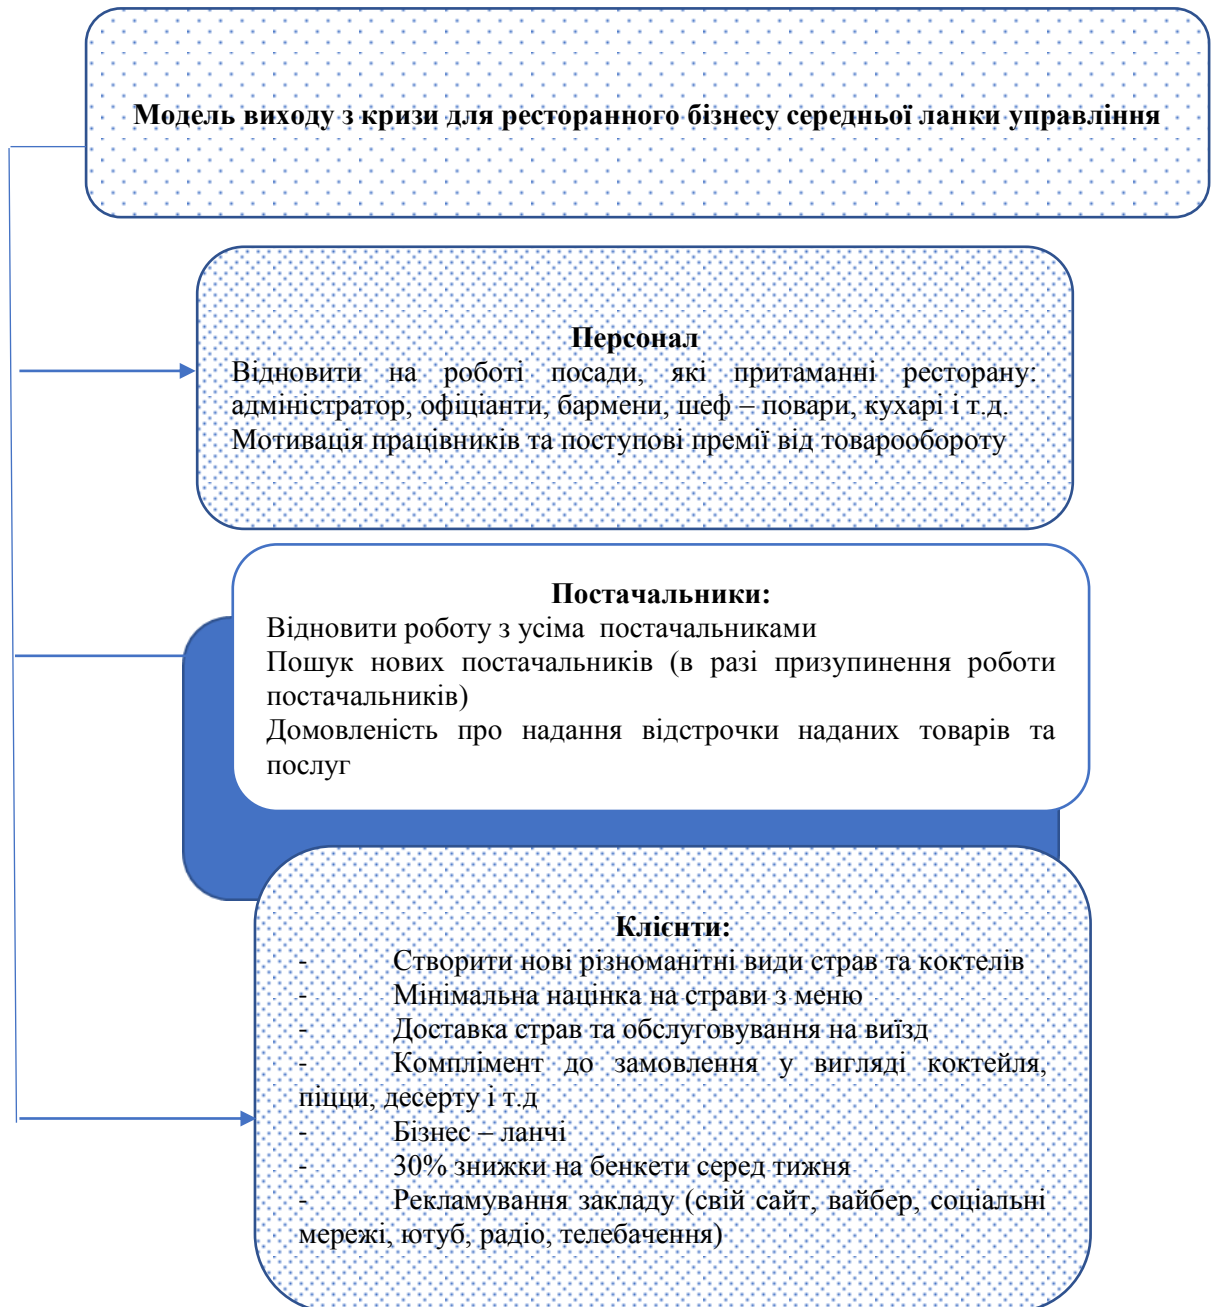 Модель виходу з кризи для ресторанного бізнесу середньої ланки управління
Персонал
Відновити на роботі посади, які притаманні ресторану:
адміністратор, офіціанти, бармени, шеф – повари, кухарі і т.д.
Мотивація працівників та поступові премії від товарообороту
Постачальники:
Відновити роботу з усіма постачальниками
Пошук нових постачальників (в разі призупинення роботи
постачальників)
Домовленість про надання відстрочки наданих товарів та
послуг
Клієнти:
- Створити нові різноманітні види страв та коктелів
- Мінімальна націнка на страви з меню
- Доставка страв та обслуговування на виїзд
- Комплімент до замовлення у вигляді коктейля,
піцци, десерту і т.д
- Бізнес – ланчі
- 30% знижки на бенкети серед тижня
- Рекламування закладу (свій сайт, вайбер, соціальні
мережі, ютуб, радіо, телебачення)